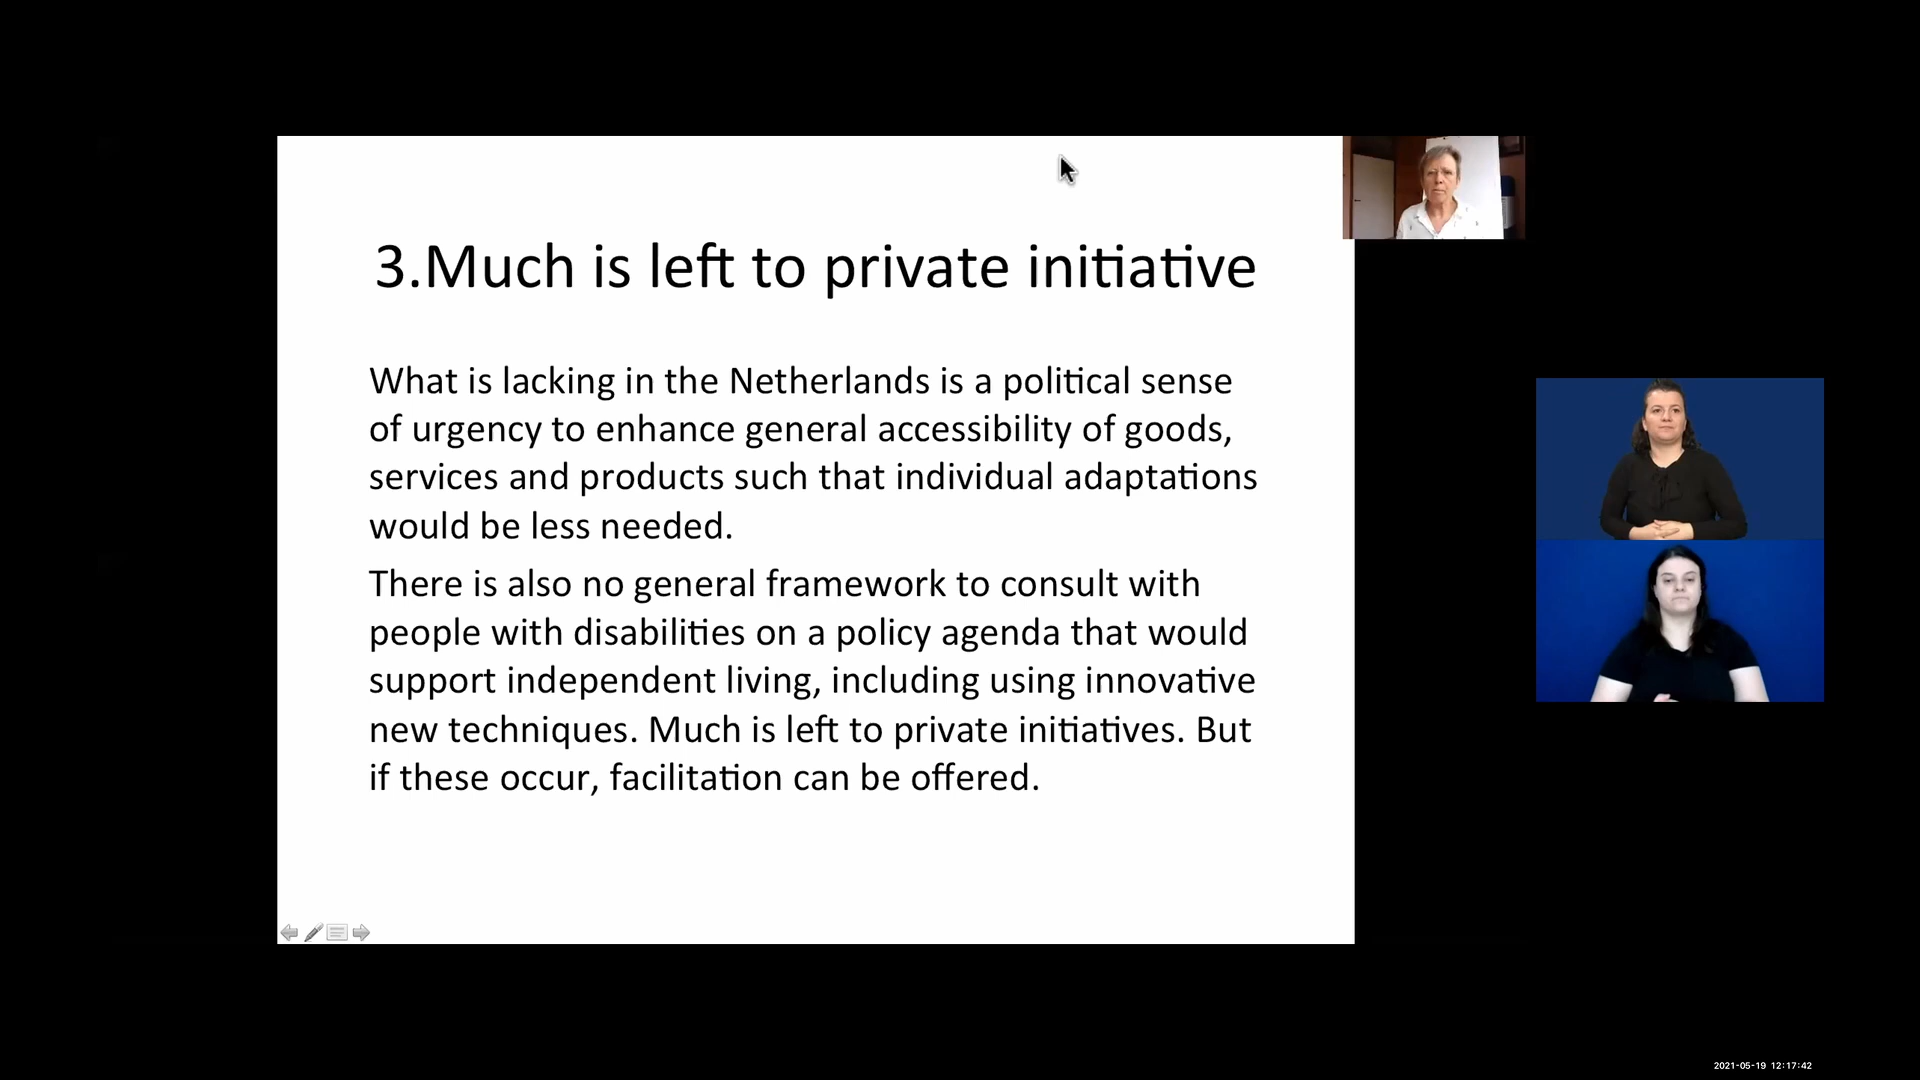 3.Much is left to private initiative
What is lacking in the Netherlands is a political sense
of urgency to enhance general accessibility of goods,
services and products such that individual adaptations
would be less needed.
There is also no general framework to consult with
people with disabilities on a policy agenda that would
support independent living, including using innovative
new techniques. Much is left to private initiatives. But
if these occur, facilitation can be offered.
2021-05-19 12:17:42